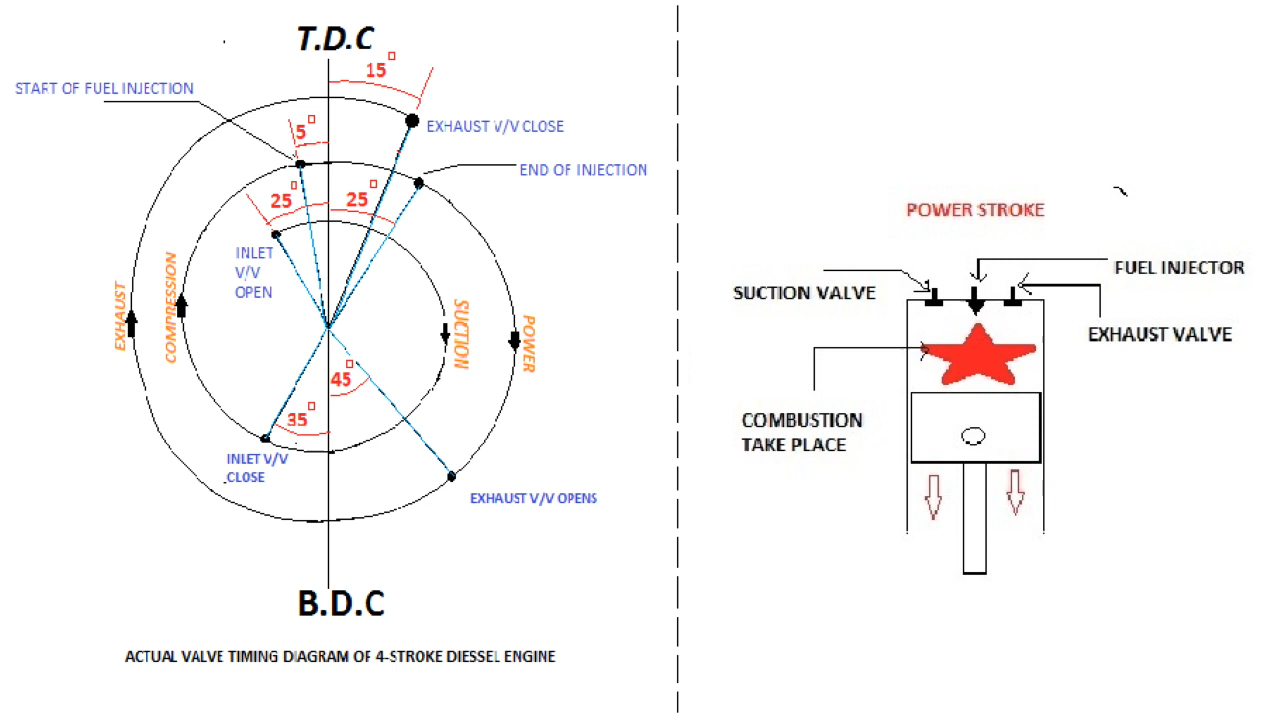 T.D.C
15°
START OF FUEL INJECTION
5°
EXHAUST V/V CLOSE
END OF INJECTION
25°
25°
INLET
V/V
OPEN
EXHAUST
COMPRESSION
SUCTION
POWER
45°
35°
INLET V/V
CLOSE
EXHAUST V/V OPENS
B.D.C
ACTUAL VALVE TIMING DIAGRAM OF 4-STROKE DIESSEL ENGINE
POWER STROKE
FUEL INJECTOR
SUCTION VALVE
EXHAUST VALVE
COMBUSTION
TAKE PLACE